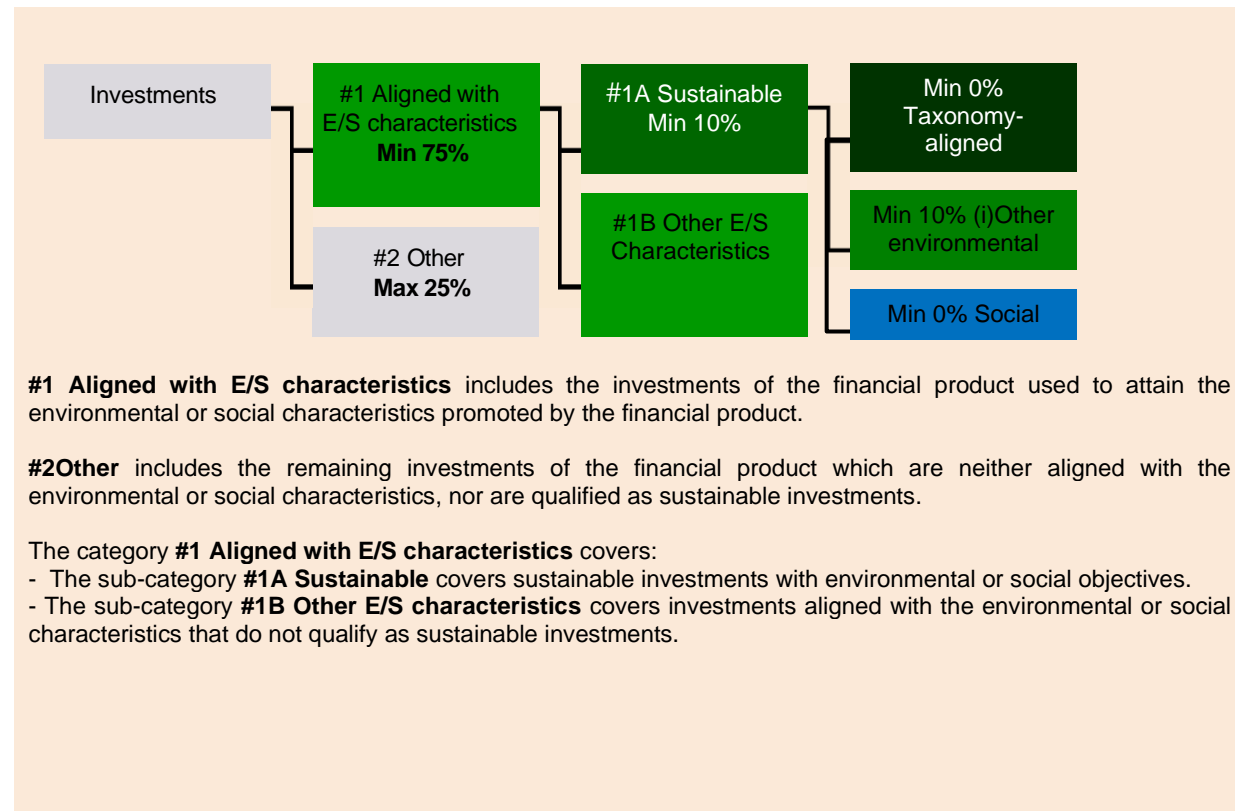 Investments
#1 Aligned with
E/S characteristics
Min 75%
#2 Other
Max 25%
#1A Sustainable
Min 10%
#1B Other E/S
Characteristics
Min 0%
Taxonomy-
aligned
Min 10% (i)Other
environmental
Min 0% Social
#1 Aligned with E/S characteristics includes the investments of the financial product used to attain the
environmental or social characteristics promoted by the financial product.
#2Other includes the remaining investments of the financial product which are neither aligned with the
environmental or social characteristics, nor are qualified as sustainable investments.
The category #1 Aligned with E/S characteristics covers:
- The sub-category #1A Sustainable covers sustainable investments with environmental or social objectives.
- The sub-category #1B Other E/S characteristics covers investments aligned with the environmental or social
characteristics that do not qualify as sustainable investments.